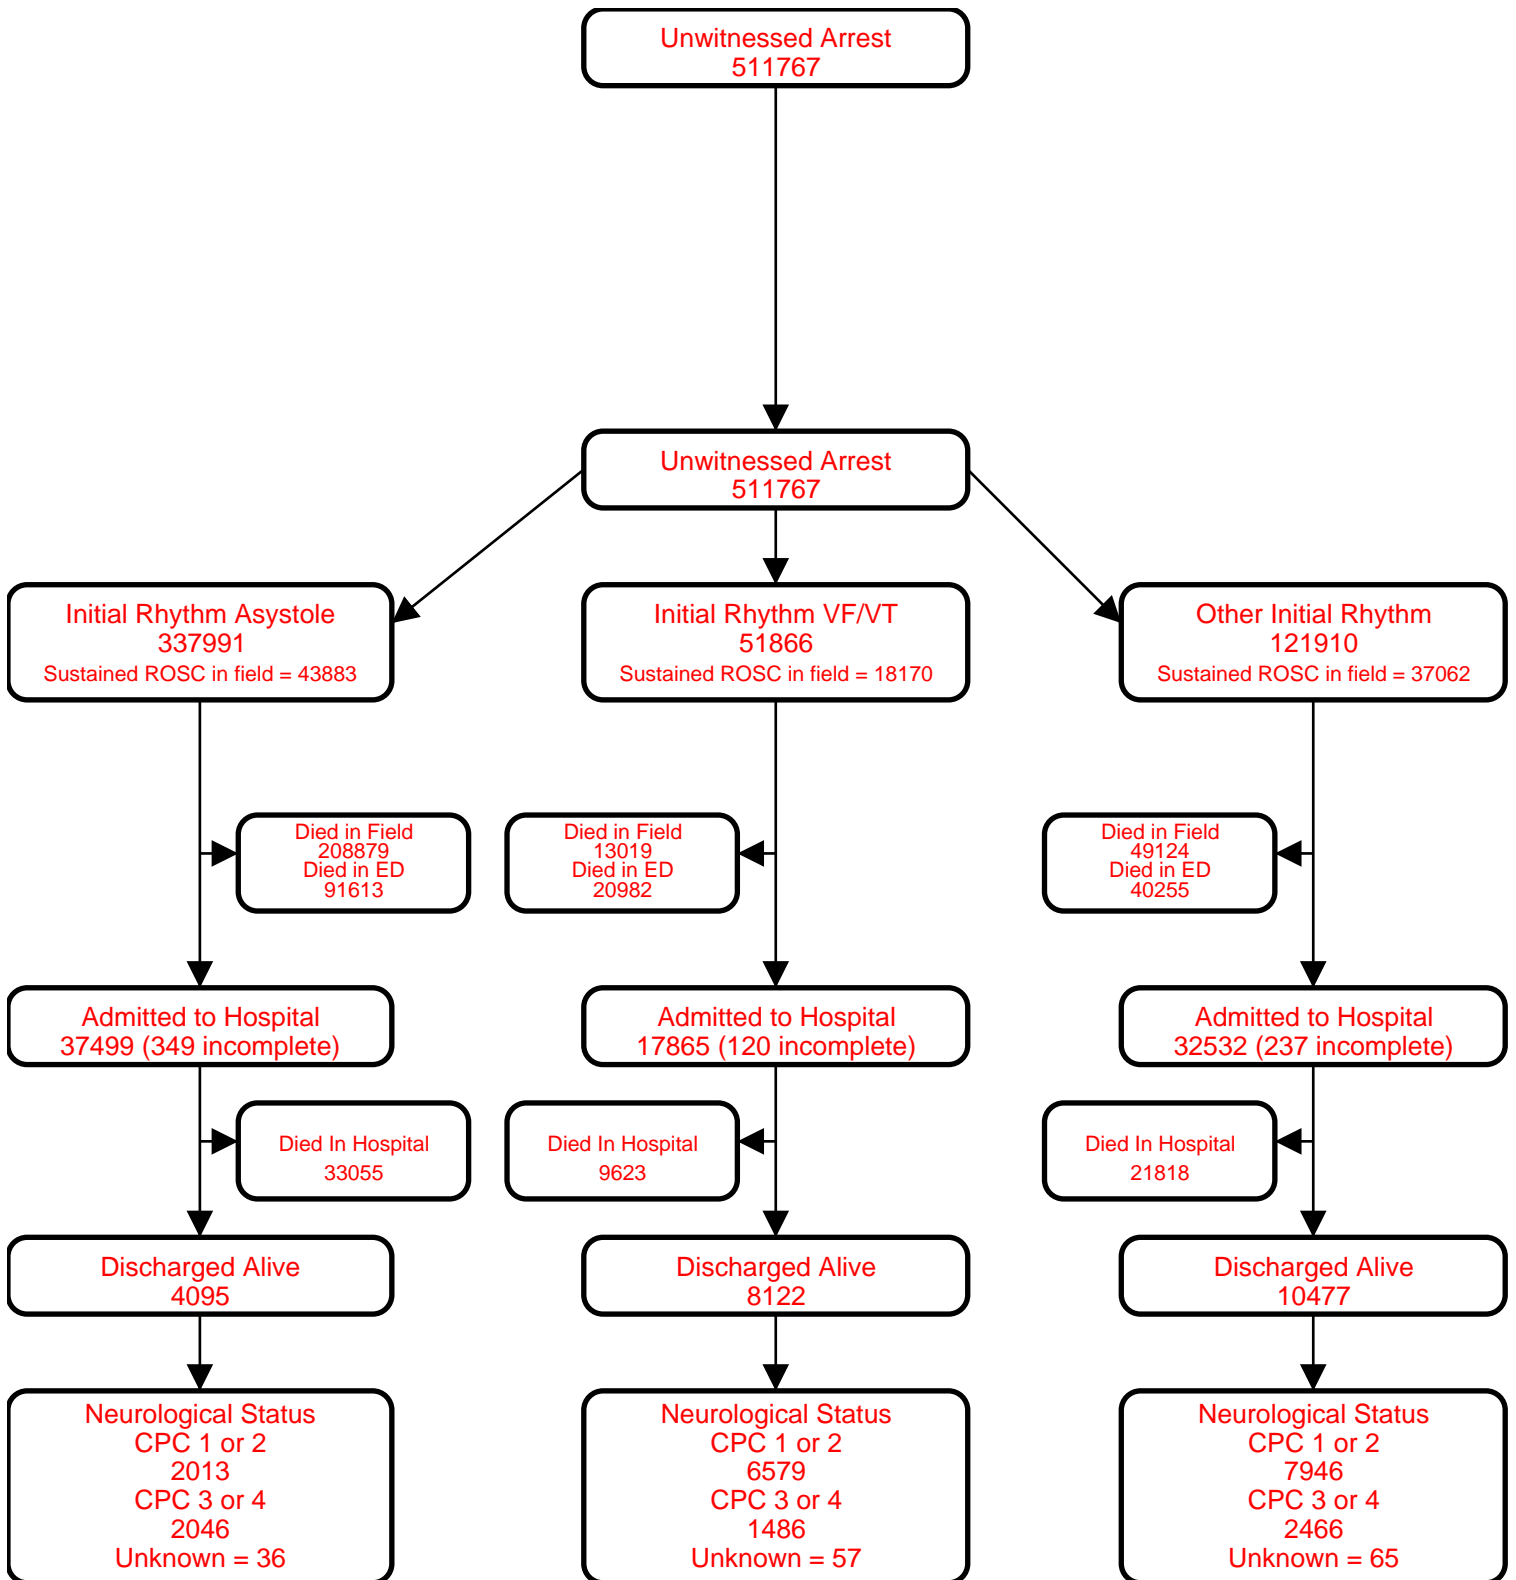 Unwitnessed Arrest
511767
Unwitnessed Arrest
511767
Initial Rhythm Asystole
337991
Sustained ROSC in field = 43883
Initial Rhythm VF/VT
51866
Sustained ROSC in field = 18170
Other Initial Rhythm
121910
Sustained ROSC in field = 37062
Died in Field
208879
Died in ED
91613
Died in Field
13019
Died in ED
20982
Died in Field
49124
Died in ED
40255
Admitted to Hospital
37499 (349 incomplete)
Admitted to Hospital
17865 (120 incomplete)
Admitted to Hospital
32532 (237 incomplete)
Died In Hospital
33055
Died In Hospital
9623
Died In Hospital
21818
Discharged Alive
4095
Discharged Alive
8122
Discharged Alive
10477
Neurological Status
CPC 1 or 2
2013
CPC 3 or 4
2046
Unknown = 36
Neurological Status
CPC 1 or 2
6579
CPC 3 or 4
1486
Unknown = 57
Neurological Status
CPC 1 or 2
7946
CPC 3 or 4
2466
Unknown = 65